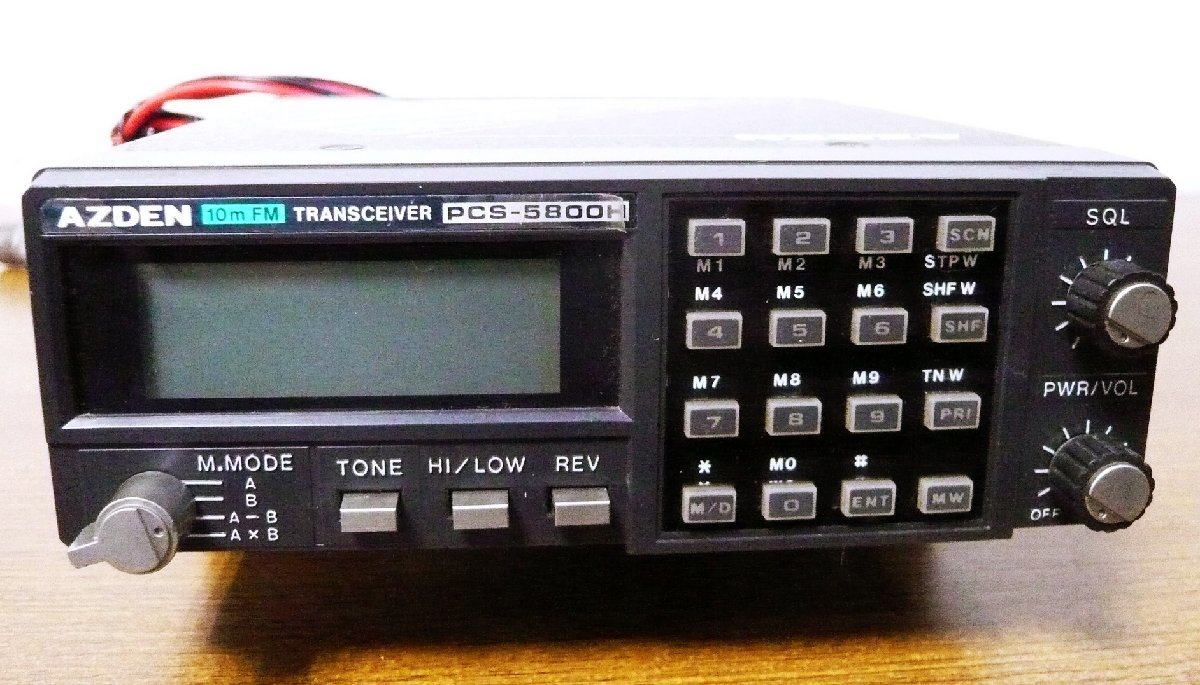 AZDEN 10m FM TRANSCEIVER PCS-5800H
1 2 3 SCN
M1 M2 M3 STPW
M4 M5 M6 SHFW
4 5 6 SHF
M7 M8 M9 TNW
7 8 9 PRI
* M0 #
M/D 0 ENT MW
SQL
PWR/VOL
OFF
M.MODE
A
B
A-B
A×B
TONE HI/LOW REV